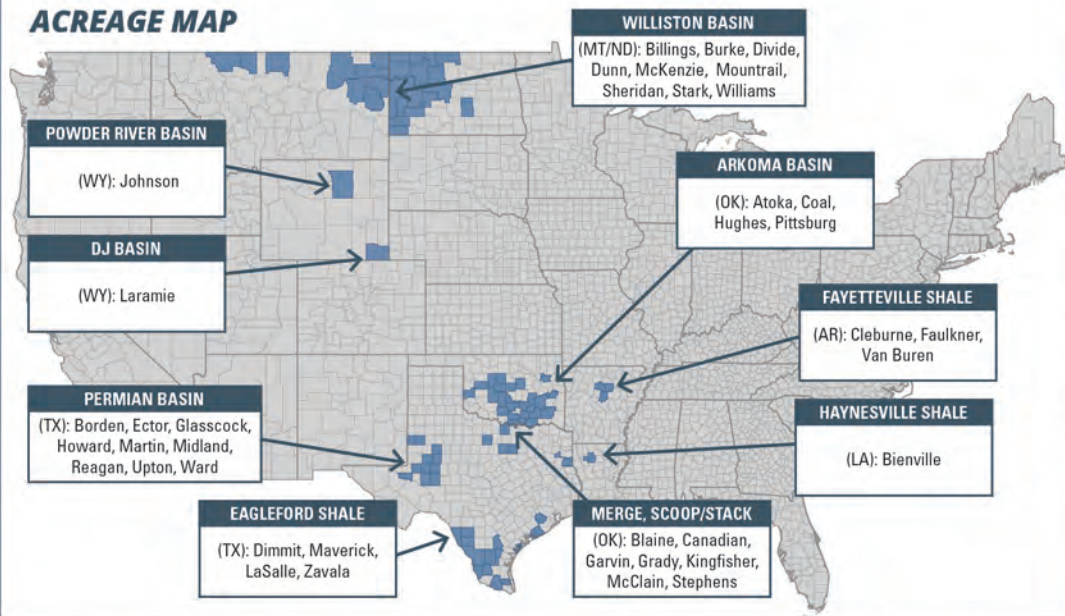 ACREAGE MAP
WILLISTON BASIN
(MT/ND): Billings, Burke, Divide,
Dunn, McKenzie, Mountrail,
Sheridan, Stark, Williams
POWDER RIVER BASIN
(WY): Johnson
ARKOMA BASIN
(OK): Atoka, Coal,
Hughes, Pittsburg
DJ BASIN
(WY): Laramie
FAYETTEVILLE SHALE
(AR): Cleburne, Faulkner,
Van Buren
PERMIAN BASIN
(TX): Borden, Ector, Glasscock,
Howard, Martin, Midland,
Reagan, Upton, Ward
HAYNESVILLE SHALE
(LA): Bienville
EAGLEFORD SHALE
(TX): Dimmit, Maverick,
LaSalle, Zavala
MERGE, SCOOP/STACK
(OK): Blaine, Canadian,
Garvin, Grady, Kingfisher,
McClain, Stephens